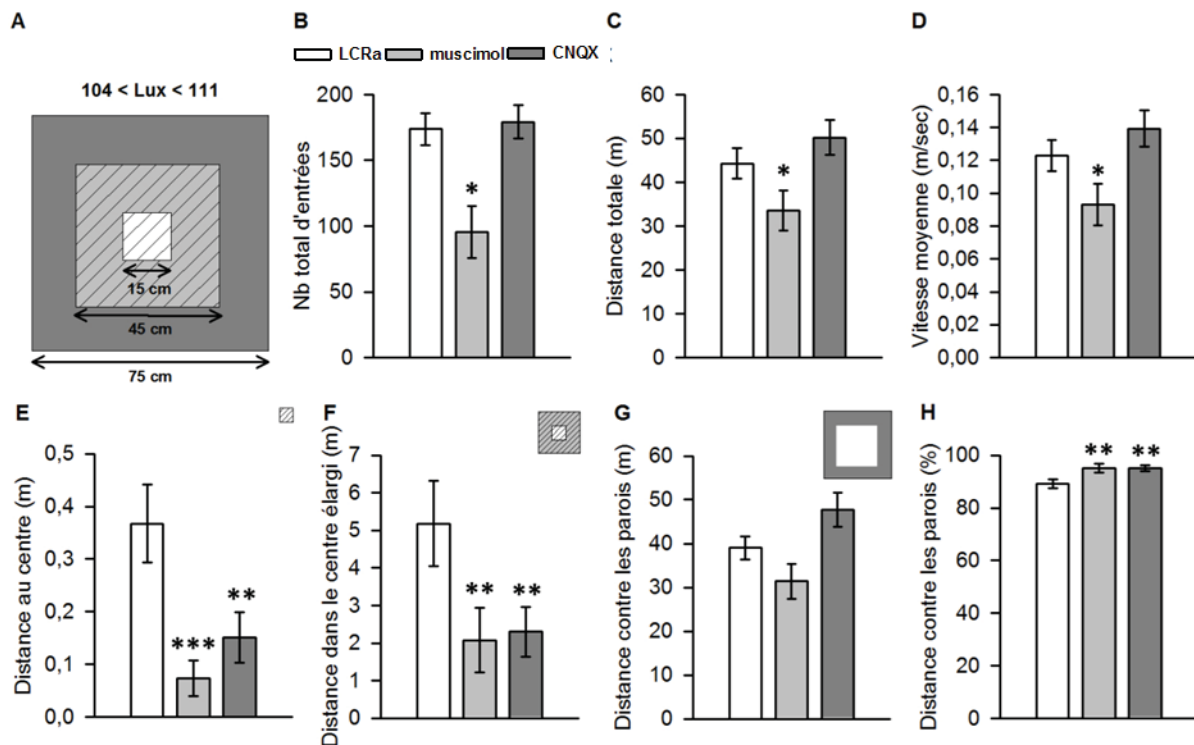 A
104 < Lux < 111
15 cm
45 cm
75 cm
B
LCRa
muscimol
CNQX
Nb total d'entrées
200
150
100
50
0
*
C
Distance totale (m)
60
50
40
30
20
10
0
*
D
Vitesse moyenne (m/sec)
0,16
0,14
0,12
0,10
0,08
0,06
0,04
0,02
0,00
*
E
Distance au centre (m)
0,5
0,4
0,3
0,2
0,1
0,0
***
**
F
Distance dans le centre élargi (m)
7
6
5
4
3
2
1
0
**
**
G
Distance contre les parois (m)
60
50
40
30
20
10
0
H
Distance contre les parois (%)
100
80
60
40
20
0
**
**